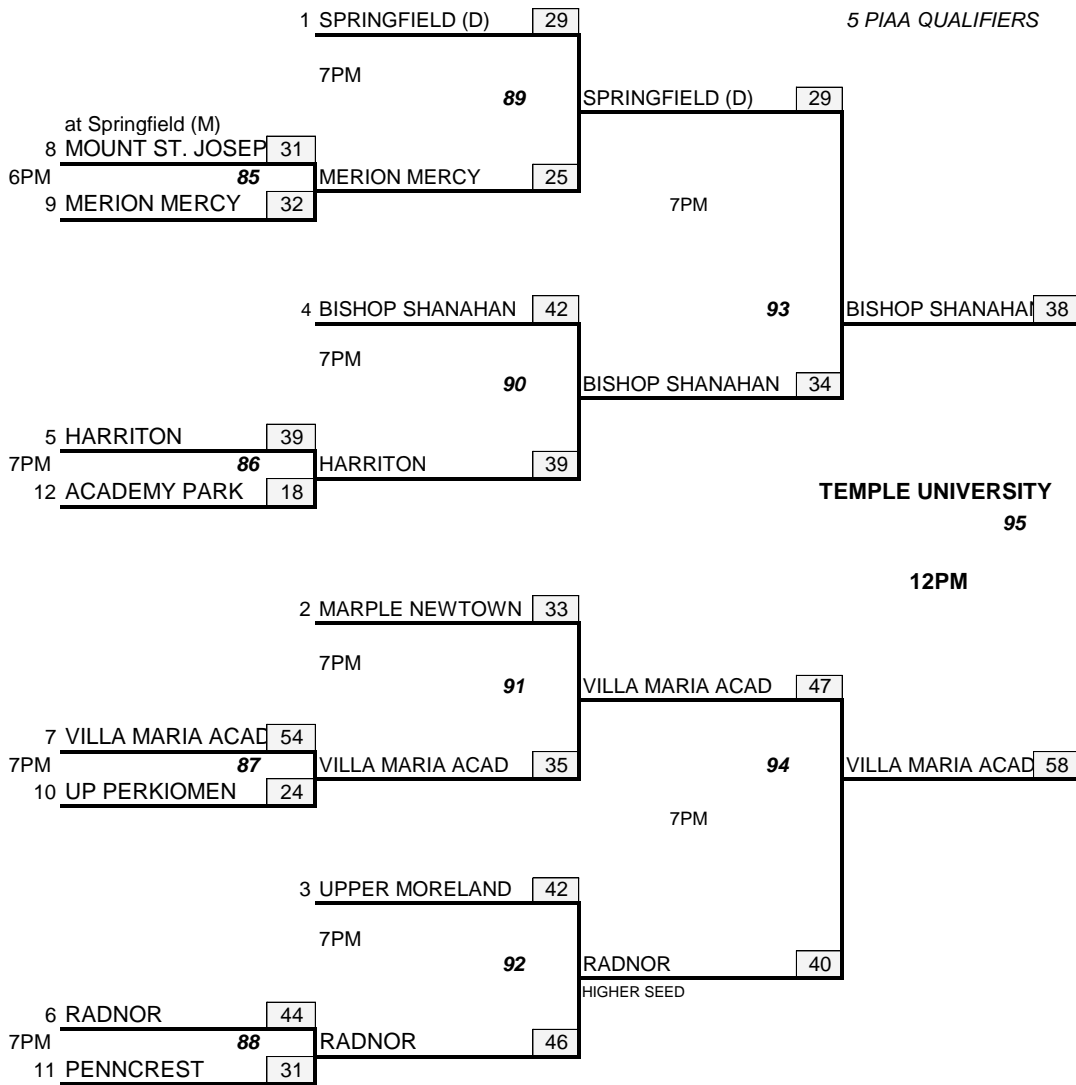 1 SPRINGFIELD (D) 29 5 PIAA QUALIFIERS
7PM
89 SPRINGFIELD (D) 29
at Springfield (M)
8 MOUNT ST. JOSEP 31
6PM 85 MERION MERCY 25
9 MERION MERCY 32 7PM
4 BISHOP SHANAHAN 42 93 BISHOP SHANAHAN 38
7PM
90 BISHOP SHANAHAN 34
5 HARRITON 39
7PM 86 HARRITON 39
12 ACADEMY PARK 18 TEMPLE UNIVERSITY
95
12PM
2 MARPLE NEWTOWN 33
7PM
91 VILLA MARIA ACAD 47
7 VILLA MARIA ACAD 54
7PM 87 VILLA MARIA ACAD 35 94 VILLA MARIA ACAD 58
10 UP PERKIOMEN 24
7PM
3 UPPER MORELAND 42
7PM
92 RADNOR 40
HIGHER SEED
6 RADNOR 44
7PM 88 RADNOR 46
11 PENNCREST 31